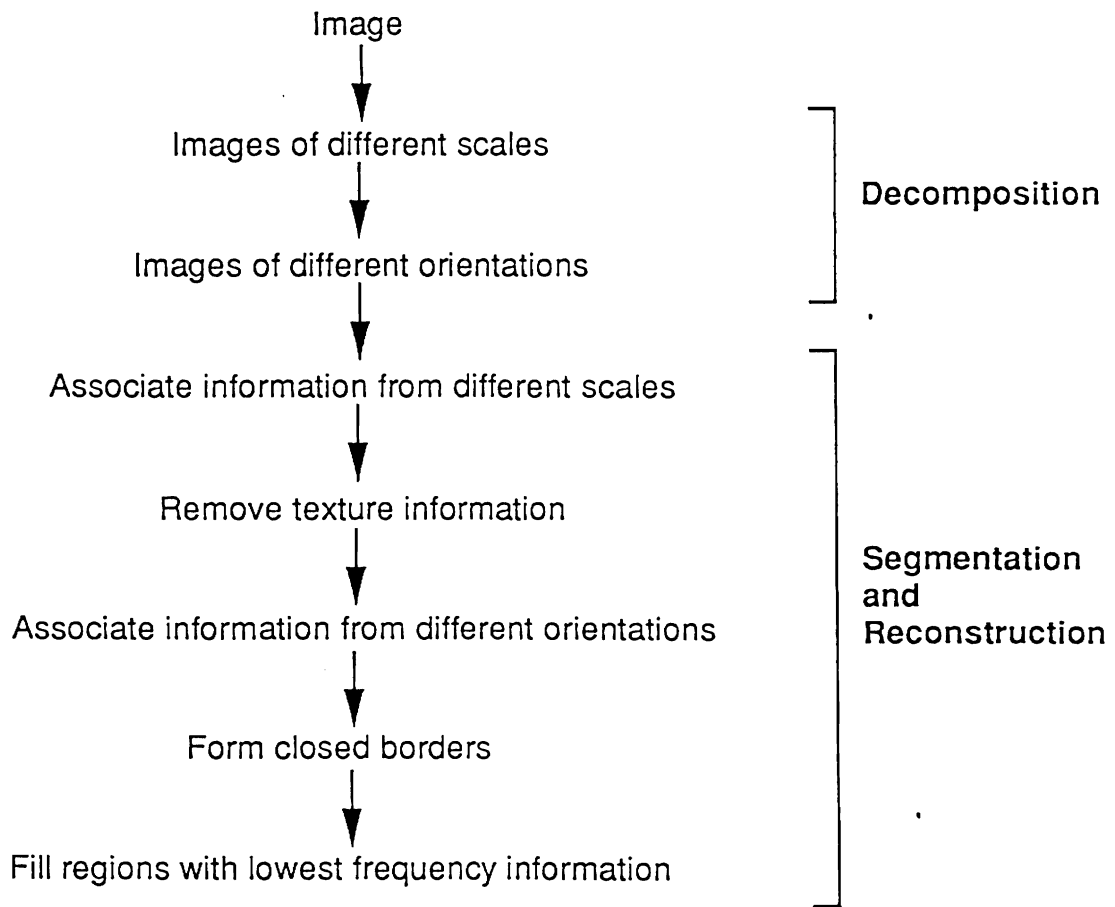 Image
Images of different scales
Decomposition
Images of different orientations
Associate information from different scales
Remove texture information
Segmentation
and
Reconstruction
Associate information from different orientations
Form closed borders
Fill regions with lowest frequency information